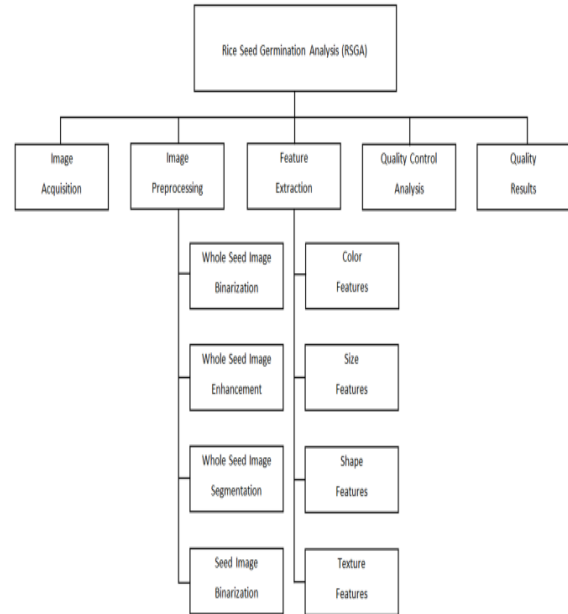 Rice Seed Germination Analysis (RSGA)
Image
Acquisition
Image
Preprocessing
Feature
Extraction
Quality Control
Analysis
Quality
Results
Whole Seed Image
Binarization
Color
Features
Whole Seed Image
Enhancement
Size
Features
Whole Seed Image
Segmentation
Shape
Features
Seed Image
Binarization
Texture
Features